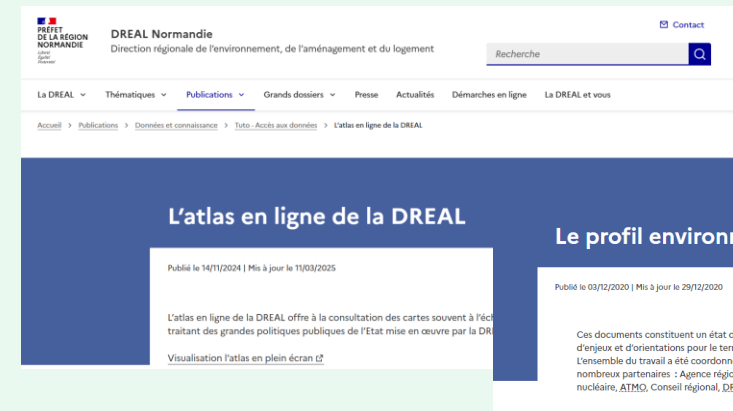 PRÉFET
DE LA RÉGION
NORMANDIE
Liberté
Égalité
Fraternité
DREAL Normandie
Direction régionale de l'environnement, de l'aménagement et du logement
Contact
Recherche
La DREAL Thématiques Publications Grands dossiers Presse Actualités Démarches en ligne La DREAL et vous
Accueil > Publications > Données et connaissance > Tuto - Accès aux données > L'atlas en ligne de la DREAL
L'atlas en ligne de la DREAL
Publié le 14/11/2024 | Mis à jour le 11/03/2025
L'atlas en ligne de la DREAL offre à la consultation des cartes souvent à l'éch
traitant des grandes politiques publiques de l'Etat mise en œuvre par la DRE
Visualisation l'atlas en plein écran
Le profil environn
Publié le 03/12/2020 | Mis à jour le 29/12/2020
Ces documents constituent un état d
d'enjeux et d'orientations pour le terr
L'ensemble du travail a été coordonn
nombreux partenaires : Agence régio
nucléaire, ATMO, Conseil régional, DR